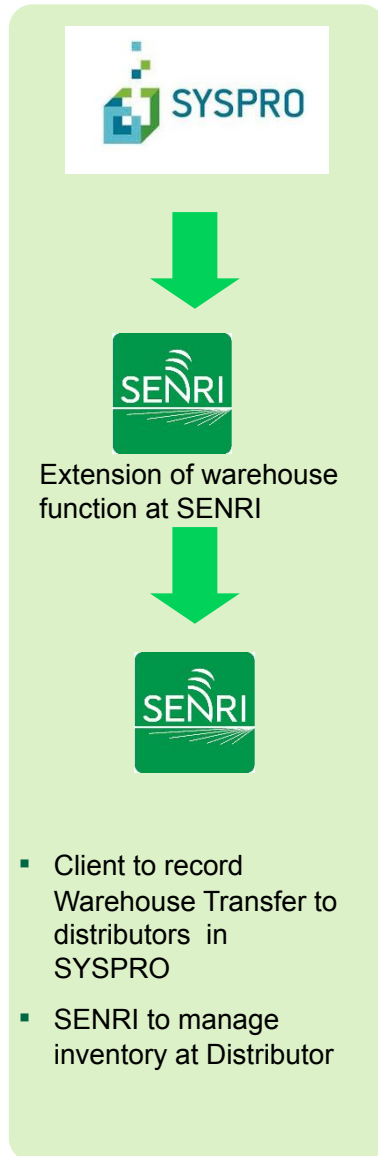 SYSPRO
SENRI
Extension of warehouse
function at SENRI
SENRI
▪ Client to record
Warehouse Transfer to
distributors in
SYSPRO
▪ SENRI to manage
inventory at Distributor